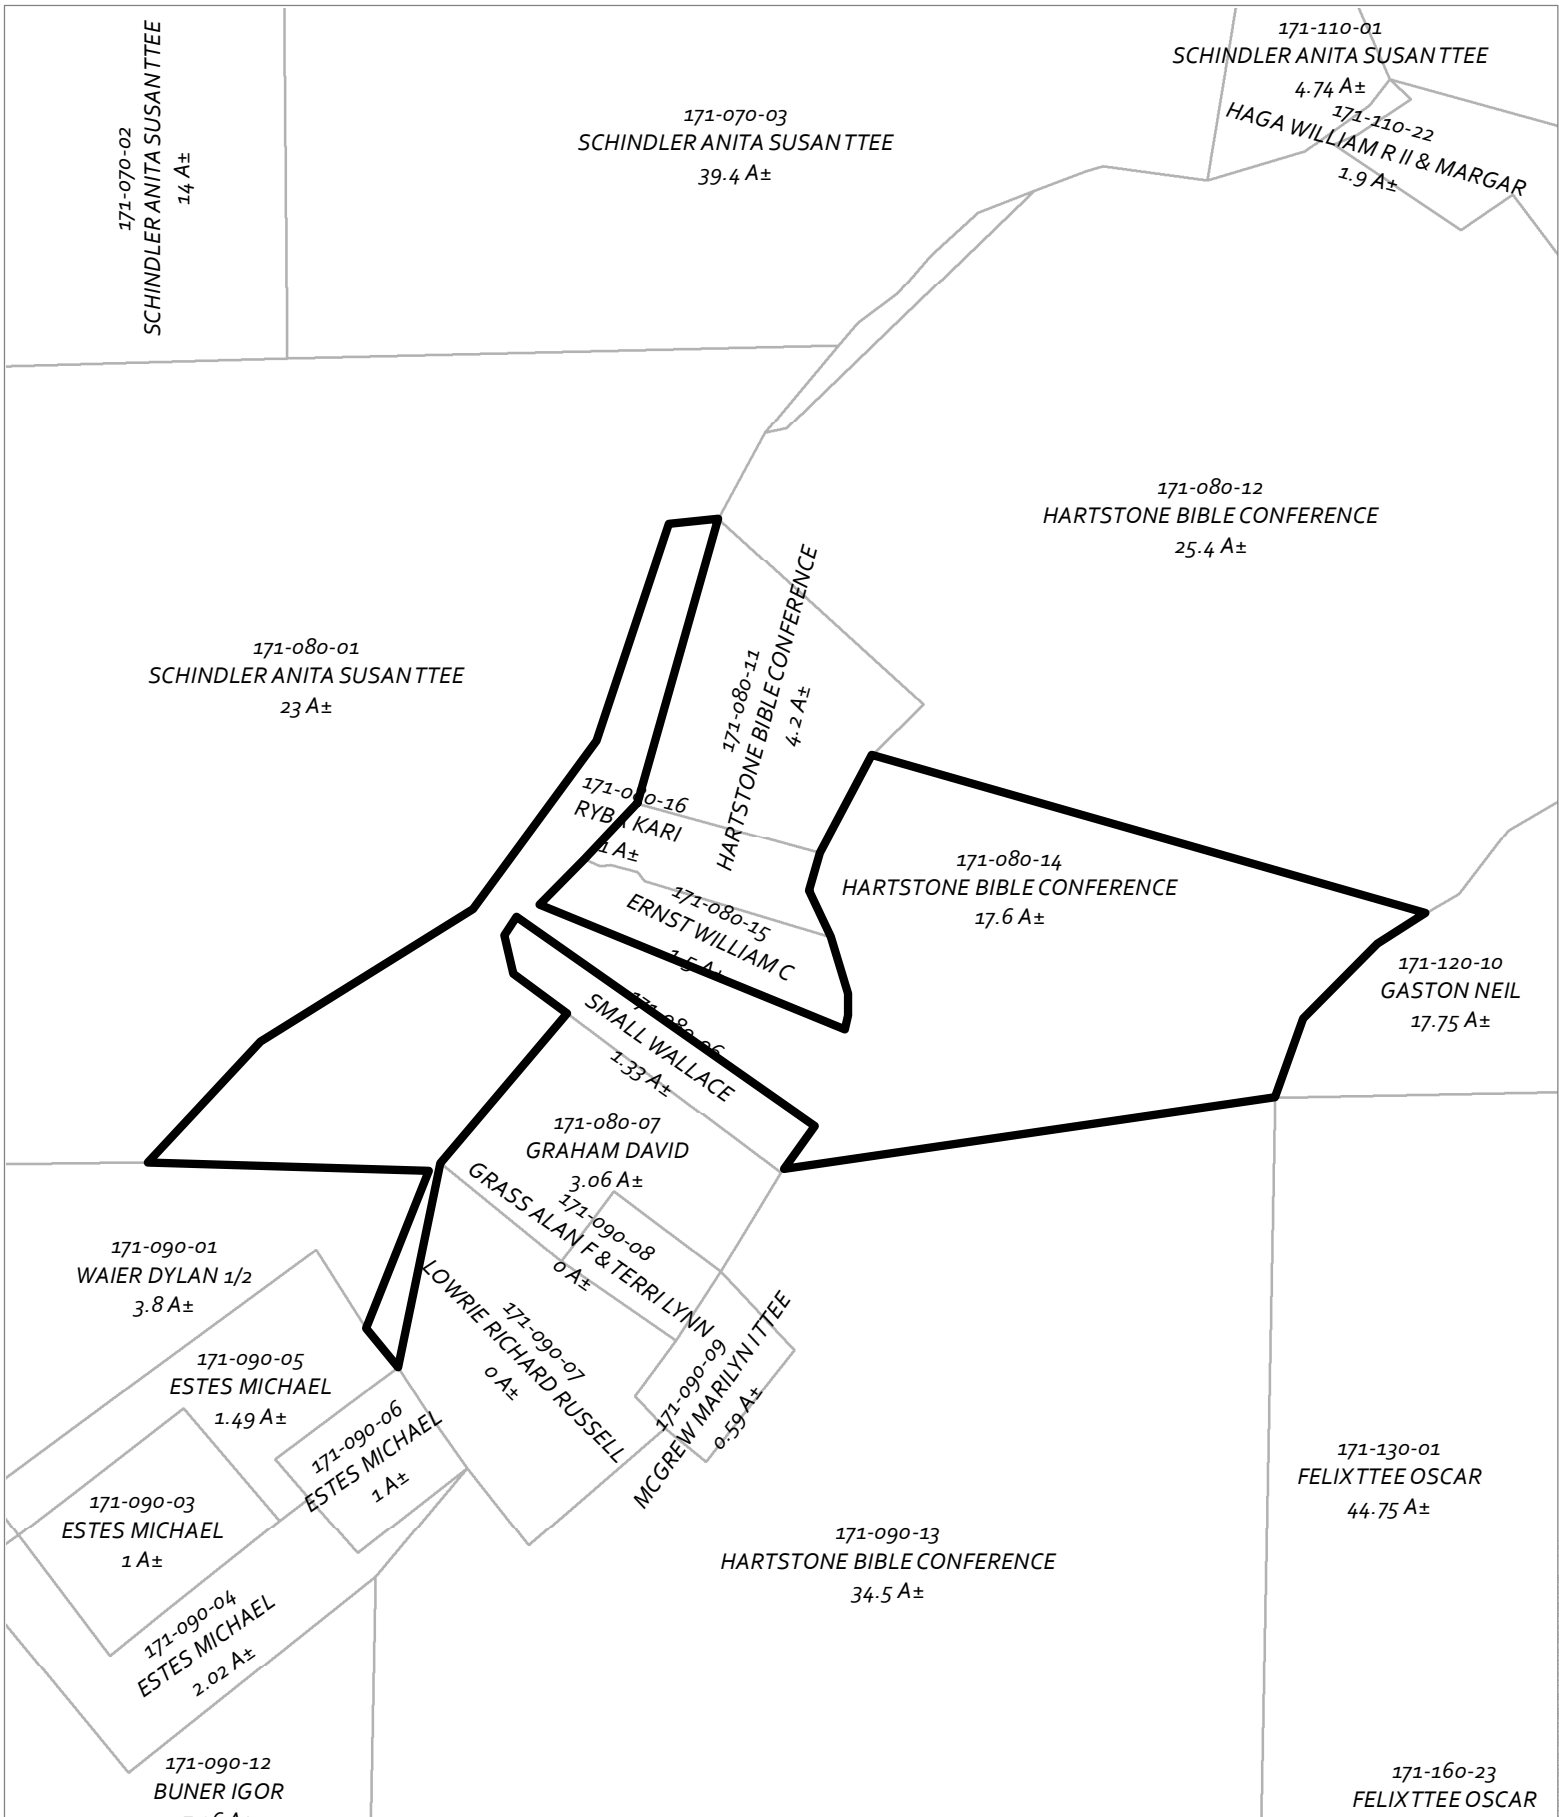 171-070-02
SCHINDLER ANITA SUSAN TTEE
14 A±
171-070-03
SCHINDLER ANITA SUSAN TTEE
39.4 A±
171-110-01
SCHINDLER ANITA SUSAN TTEE
4.74 A±
171-110-22
HAGA WILLIAM R II & MARGAR
1.9 A±
171-080-12
HARTSTONE BIBLE CONFERENCE
25.4 A±
171-080-01
SCHINDLER ANITA SUSAN TTEE
23 A±
171-080-11
HARTSTONE BIBLE CONFERENCE
4.2 A±
171-080-16
RYBA KARI
1 A±
171-080-14
HARTSTONE BIBLE CONFERENCE
17.6 A±
171-080-15
ERNST WILLIAM C
1.5 A±
171-120-10
GASTON NEIL
17.75 A±
171-080-06
SMALL WALLACE
1.33 A±
171-080-07
GRAHAM DAVID
3.06 A±
171-090-08
GRASS ALAN F & TERRI LYNN
0 A±
171-090-01
WAIER DYLAN 1/2
3.8 A±
171-090-07
LOWRIE RICHARD RUSSELL
0 A±
171-090-09
MCGREW MARILYN I TTEE
0.59 A±
171-090-05
ESTES MICHAEL
1.49 A±
171-090-06
ESTES MICHAEL
1 A±
171-090-03
ESTES MICHAEL
1 A±
171-130-01
FELIX TTEE OSCAR
44.75 A±
171-090-13
HARTSTONE BIBLE CONFERENCE
34.5 A±
171-090-04
ESTES MICHAEL
2.02 A±
171-090-12
BUNER IGOR
171-160-23
FELIX TTEE OSCAR